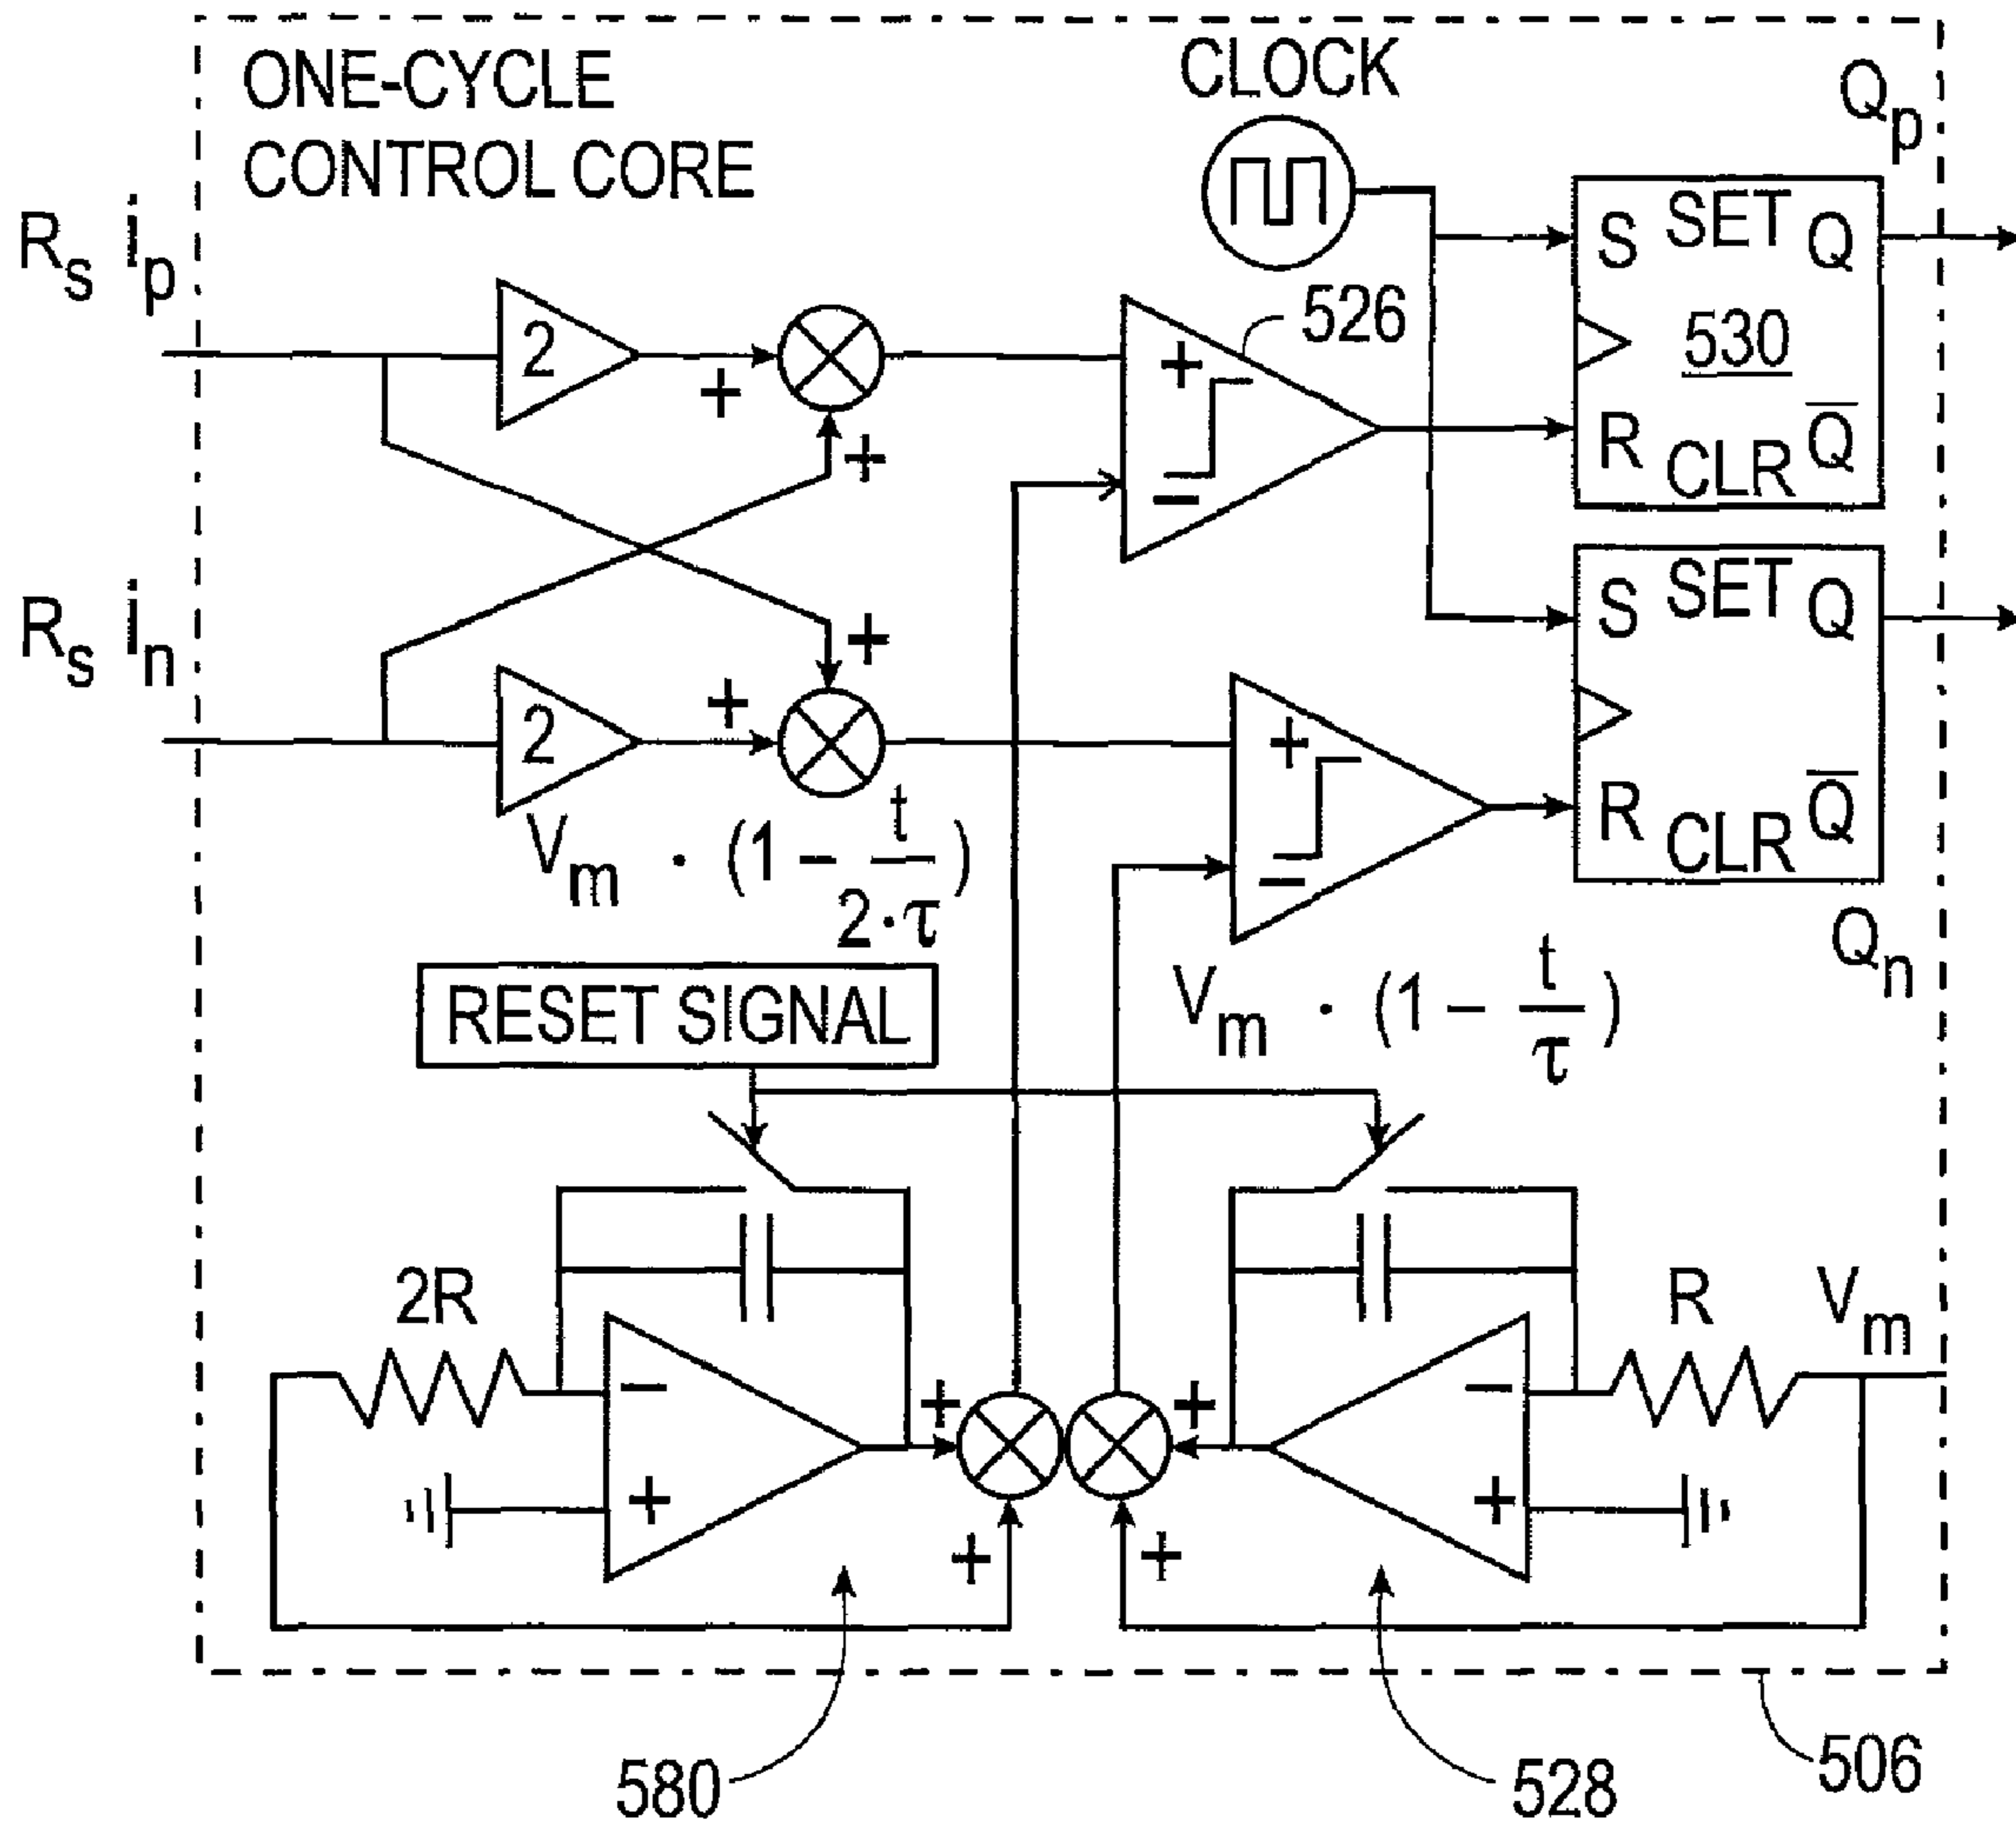 ONE-CYCLE
CONTROL CORE
CLOCK
Qp
Rs ip
2
+
+
526
+
−
S SET Q
530
R CLR Q̅
Rs in
2
+
+
+
−
S SET Q
R CLR Q̅
Qn
Vm · (1 − t/2·τ)
Vm · (1 − t/τ)
RESET SIGNAL
2R
−
+
+
+
+
+
−
+
R
Vm
580
528
506